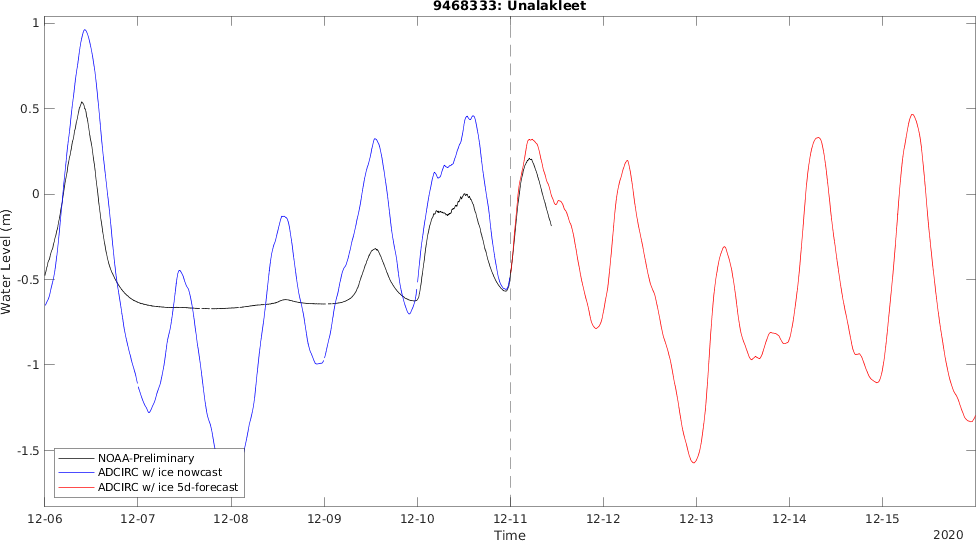 9468333: Unalakleet
Water Level (m)
1
0.5
0
-0.5
-1
-1.5
NOAA-Preliminary
ADCIRC w/ ice nowcast
ADCIRC w/ ice 5d-forecast
12-06 12-07 12-08 12-09 12-10 12-11 12-12 12-13 12-14 12-15
Time
2020